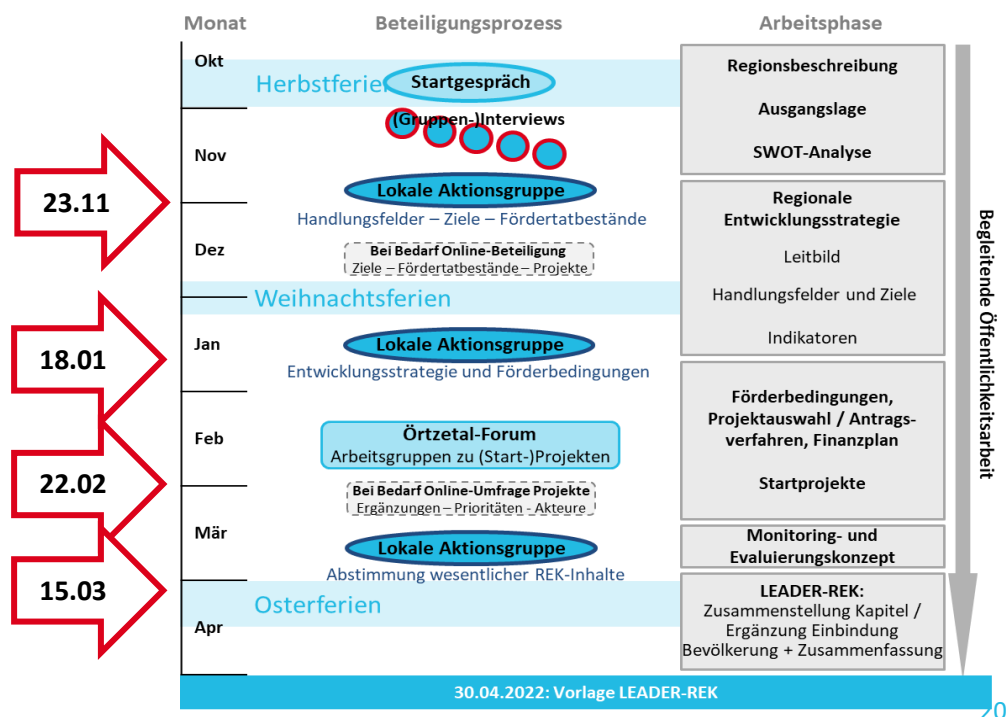 Monat
Beteiligungsprozess
Arbeitsphase
Okt
Herbstferien
Startgespräch
(Gruppen-)Interviews
Nov
23.11
Lokale Aktionsgruppe
Handlungsfelder – Ziele – Fördertatbestände
Dez
Bei Bedarf Online-Beteiligung
Ziele – Fördertatbestände – Projekte
Weihnachtsferien
18.01
Jan
Lokale Aktionsgruppe
Entwicklungsstrategie und Förderbedingungen
Feb
Örtzetal-Forum
Arbeitsgruppen zu (Start-)Projekten
22.02
Bei Bedarf Online-Umfrage Projekte
Ergänzungen – Prioritäten - Akteure
Mär
Lokale Aktionsgruppe
Abstimmung wesentlicher REK-Inhalte
15.03
Osterferien
Apr
Regionsbeschreibung
Ausgangslage
SWOT-Analyse
Regionale
Entwicklungsstrategie
Leitbild
Handlungsfelder und Ziele
Indikatoren
Förderbedingungen,
Projektauswahl / Antrags-
verfahren, Finanzplan
Startprojekte
Monitoring- und
Evaluierungskonzept
LEADER-REK:
Zusammenstellung Kapitel /
Ergänzung Einbindung
Bevölkerung + Zusammenfassung
Begleitende Öffentlichkeitsarbeit
30.04.2022: Vorlage LEADER-REK
20